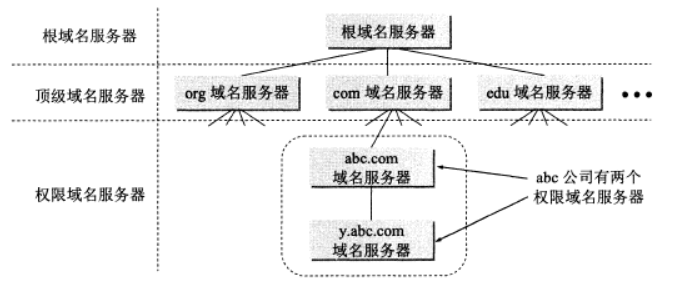 根域名服务器
根域名服务器
顶级域名服务器
org 域名服务器
com 域名服务器
edu 域名服务器
•••
abc.com
域名服务器
abc 公司有两个
权限域名服务器
权限域名服务器
y.abc.com
域名服务器